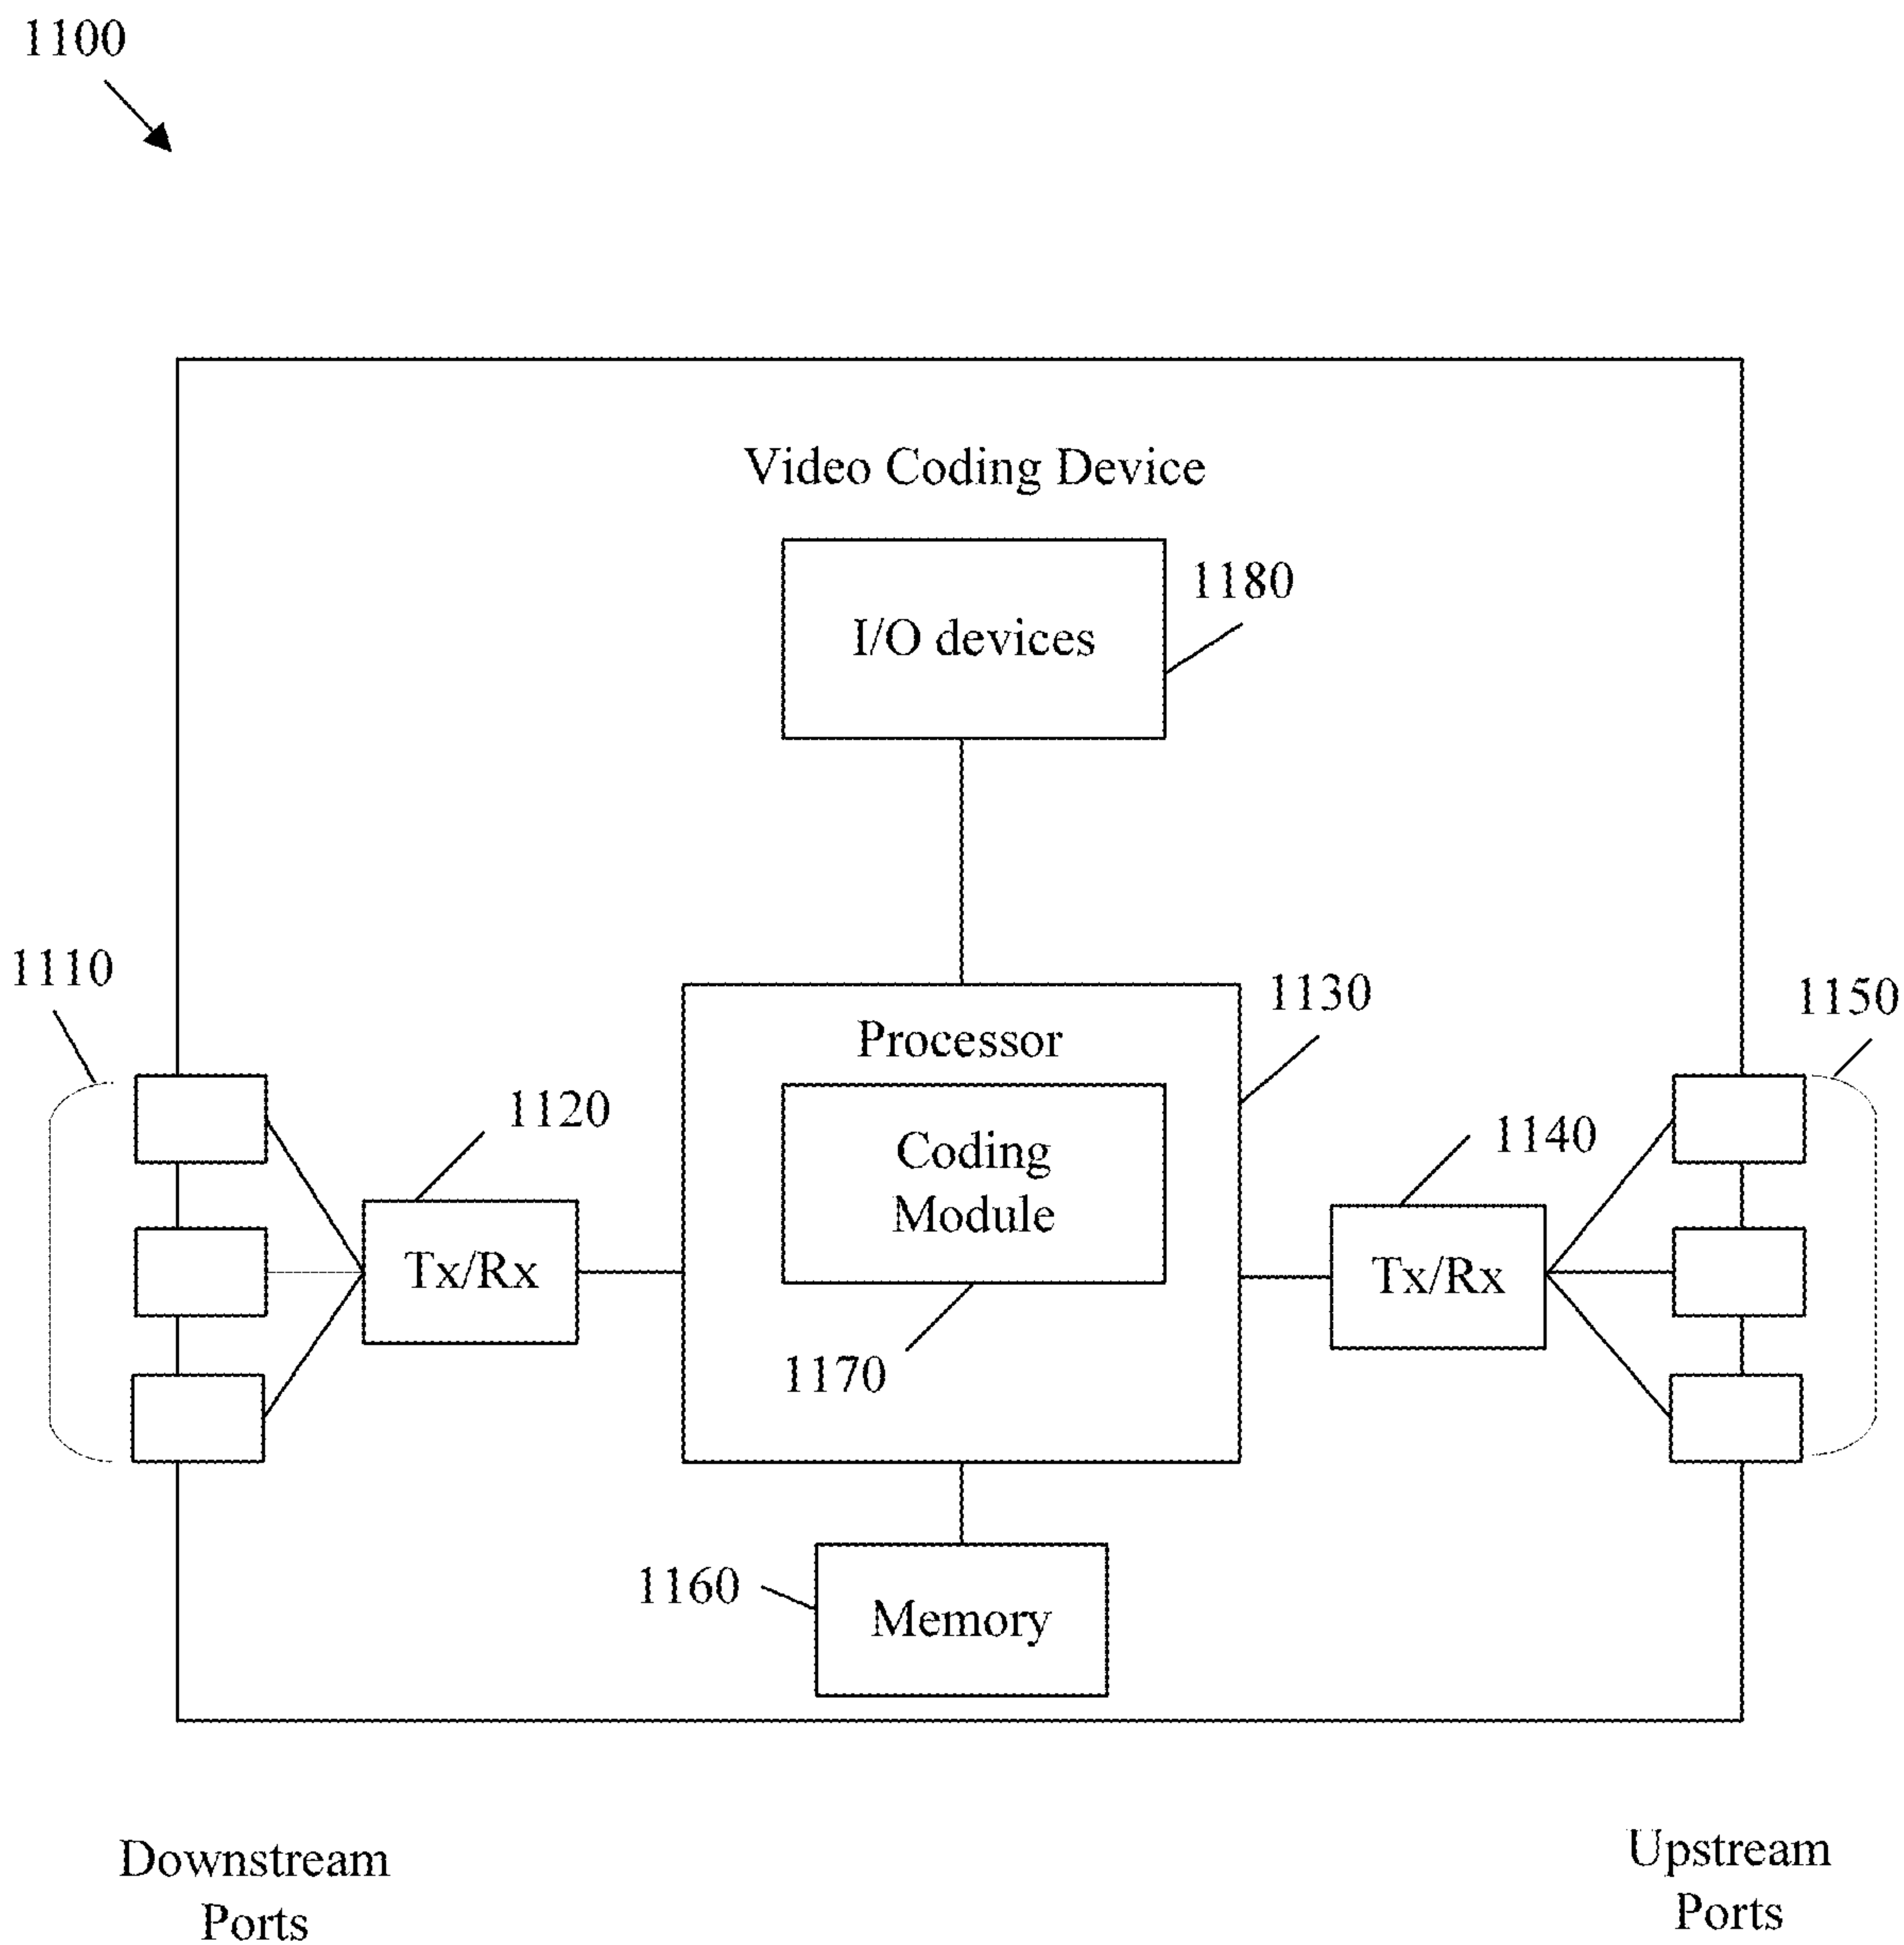 1100
Video Coding Device
I/O devices
1180
1110
1130
1150
Processor
1120
Coding
Module
1140
Tx/Rx
Tx/Rx
1170
1160
Memory
Downstream
Ports
Upstream
Ports